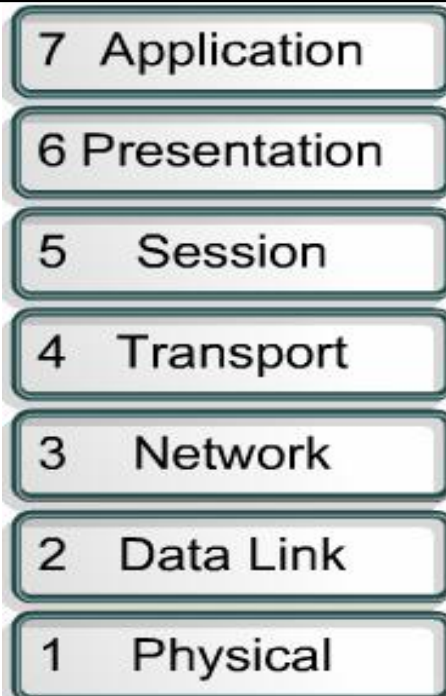 7 Application
6 Presentation
5 Session
4 Transport
3 Network
2 Data Link
1 Physical